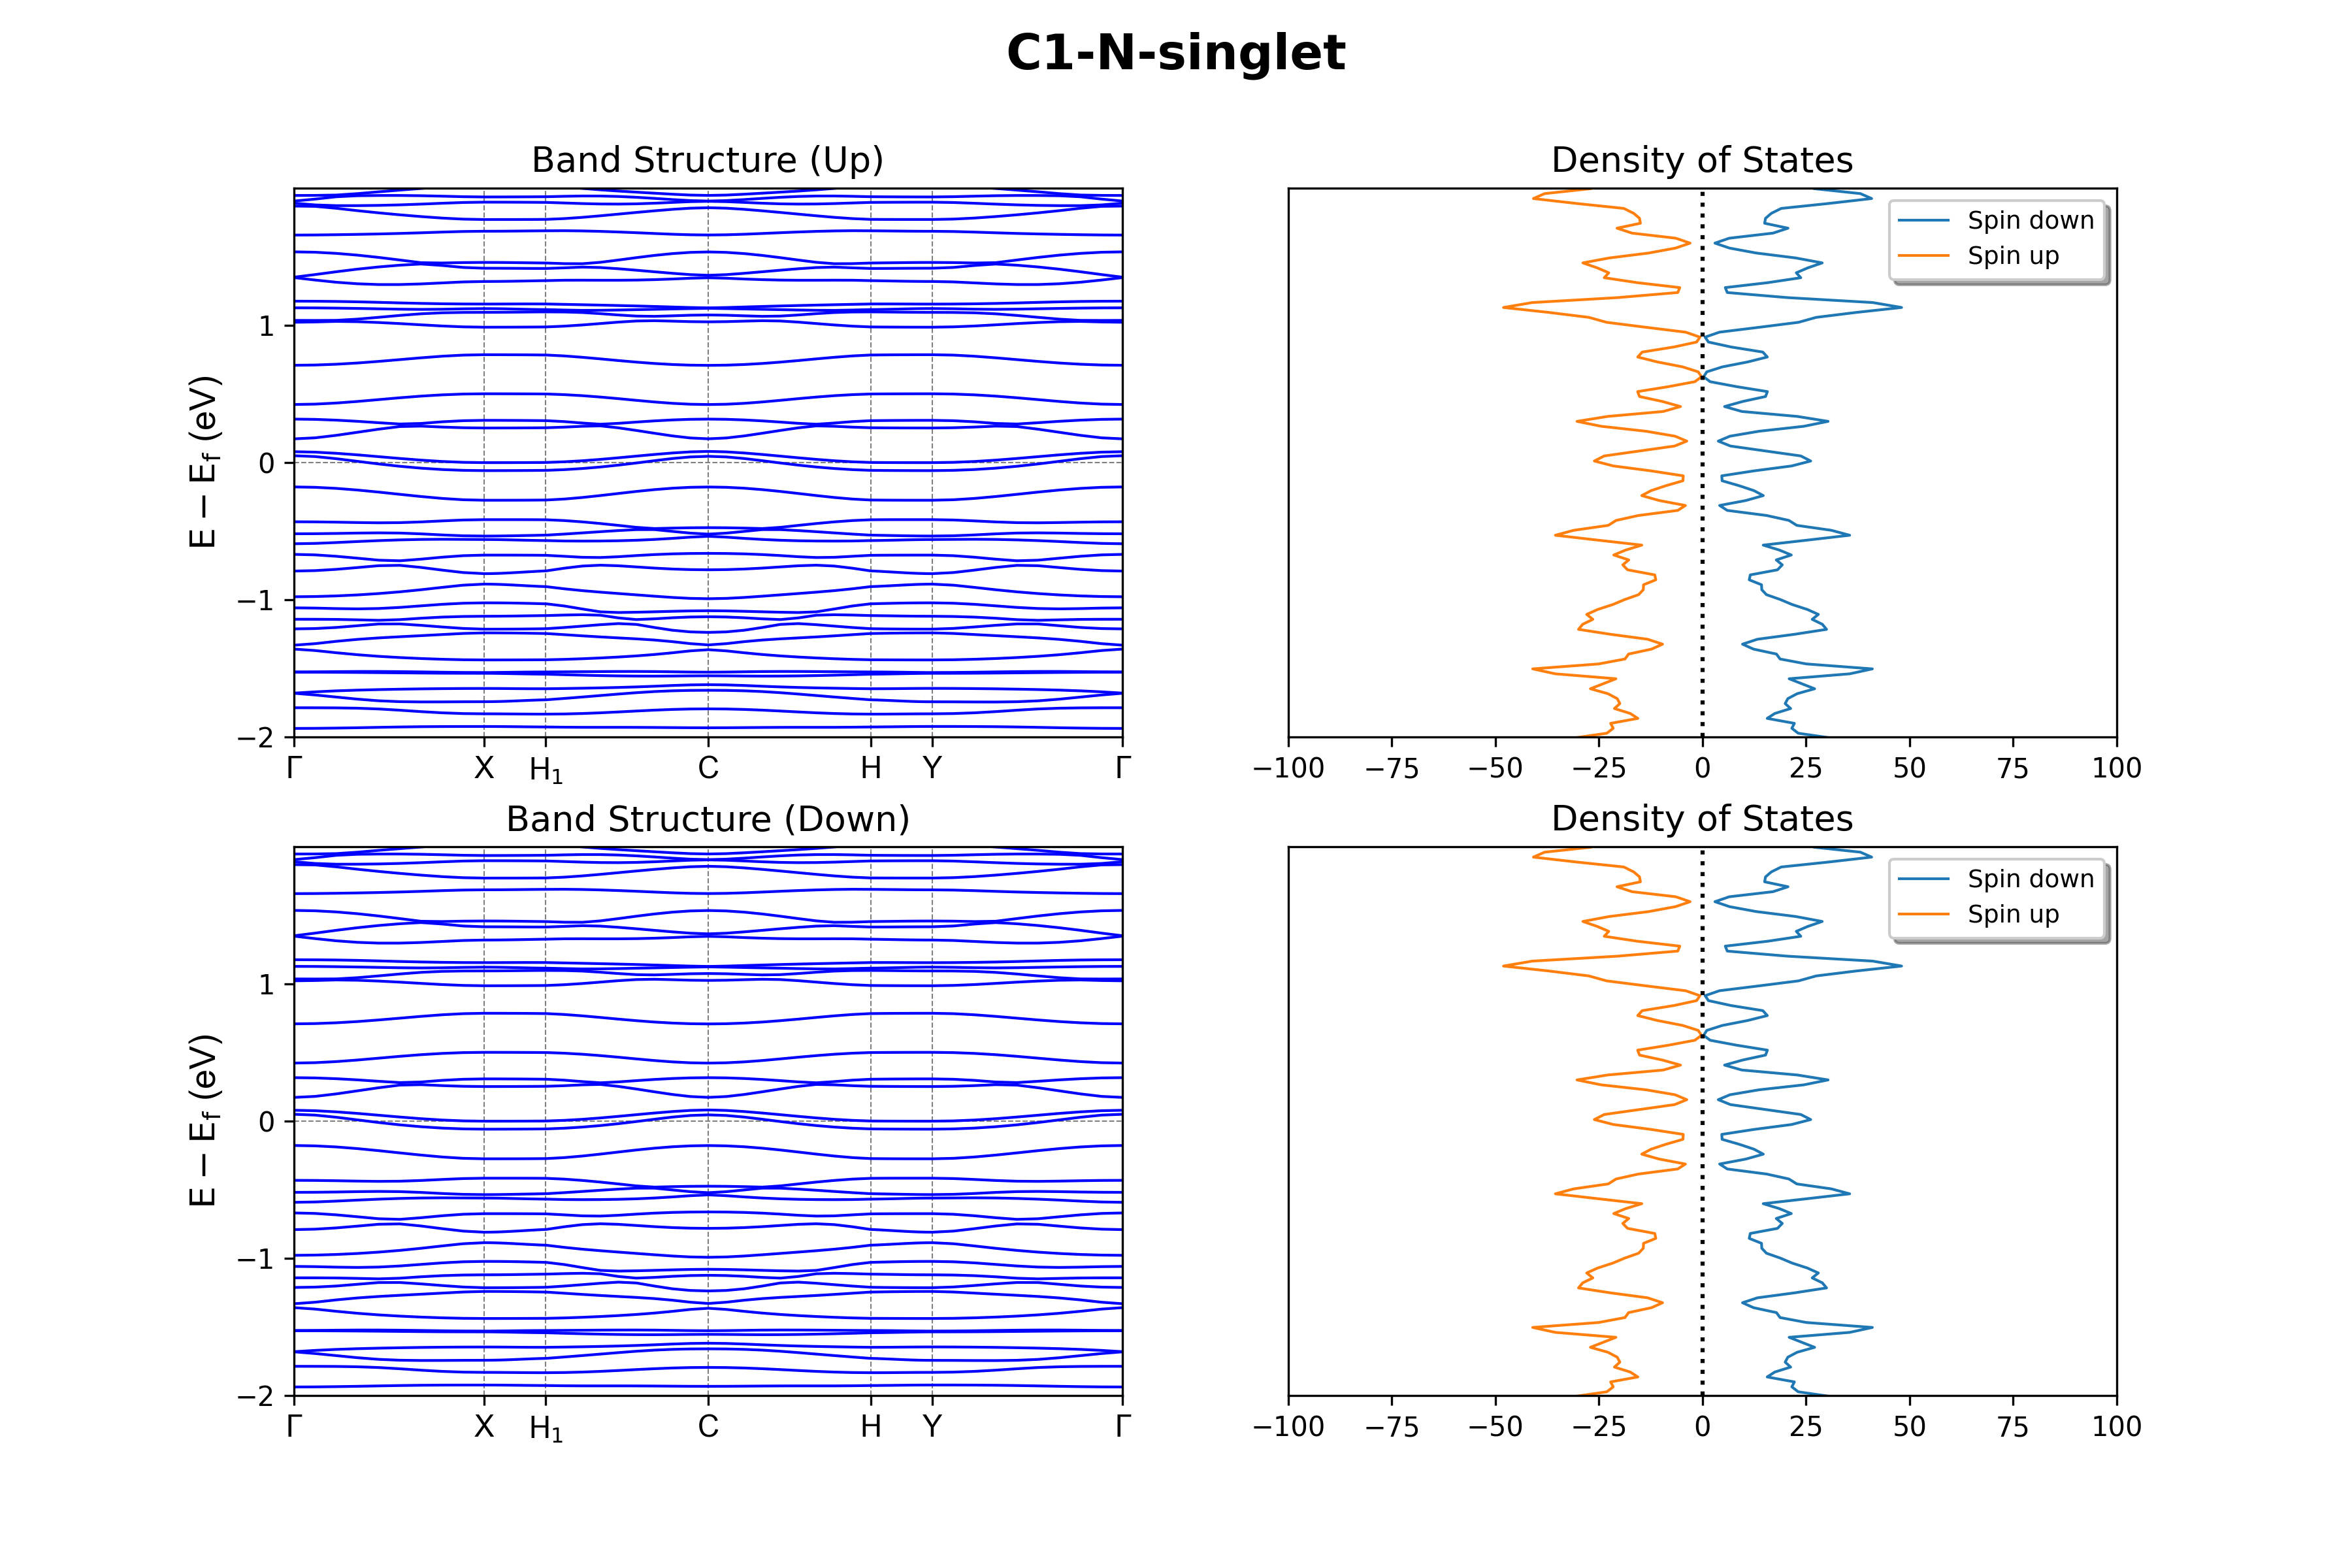 C1-N-singlet
Band Structure (Up)
E − E_f (eV)
1
0
−1
−2
Γ X H₁ C H Y Γ
Density of States
Spin down
Spin up
−100 −75 −50 −25 0 25 50 75 100
Band Structure (Down)
E − E_f (eV)
1
0
−1
−2
Γ X H₁ C H Y Γ
Density of States
Spin down
Spin up
−100 −75 −50 −25 0 25 50 75 100